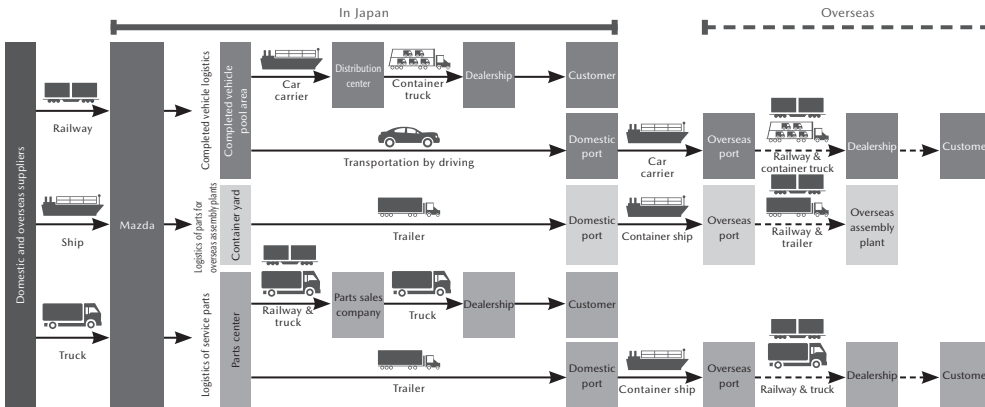 In Japan
Overseas
Domestic and overseas suppliers
Railway
Ship
Truck
Mazda
Completed vehicle logistics
Completed vehicle
pool area
Car
carrier
Distribution
center
Container
truck
Dealership
Customer
Transportation by driving
Domestic
port
Car
carrier
Overseas
port
Railway &
container truck
Dealership
Custome
Logistics of parts for
overseas assembly plants
Container yard
Trailer
Domestic
port
Container ship
Overseas
port
Railway &
trailer
Overseas
assembly
plant
Logistics of service parts
Parts center
Railway &
truck
Parts sales
company
Truck
Dealership
Customer
Trailer
Domestic
port
Container ship
Overseas
port
Railway & truck
Dealership
Custome